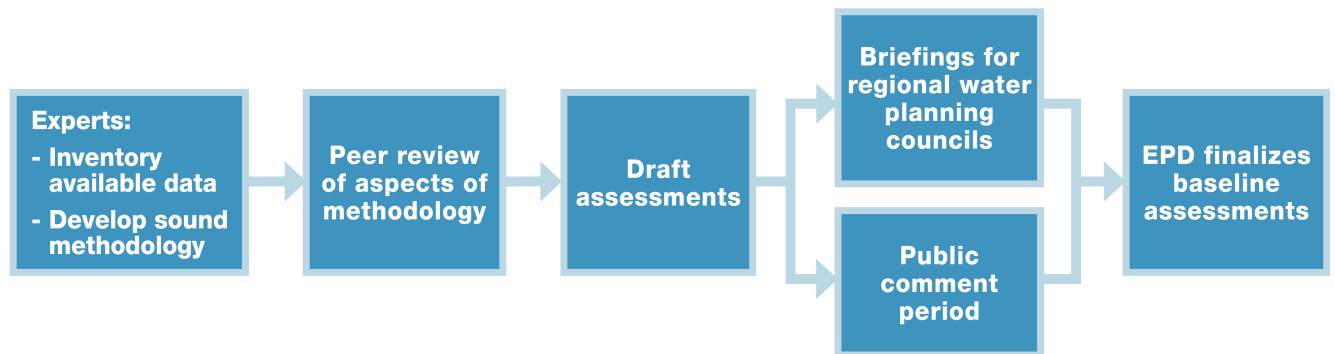 Experts:
- Inventory
available data
- Develop sound
methodology
Peer review
of aspects of
methodology
Draft
assessments
Briefings for
regional water
planning
councils
Public
comment
period
EPD finalizes
baseline
assessments